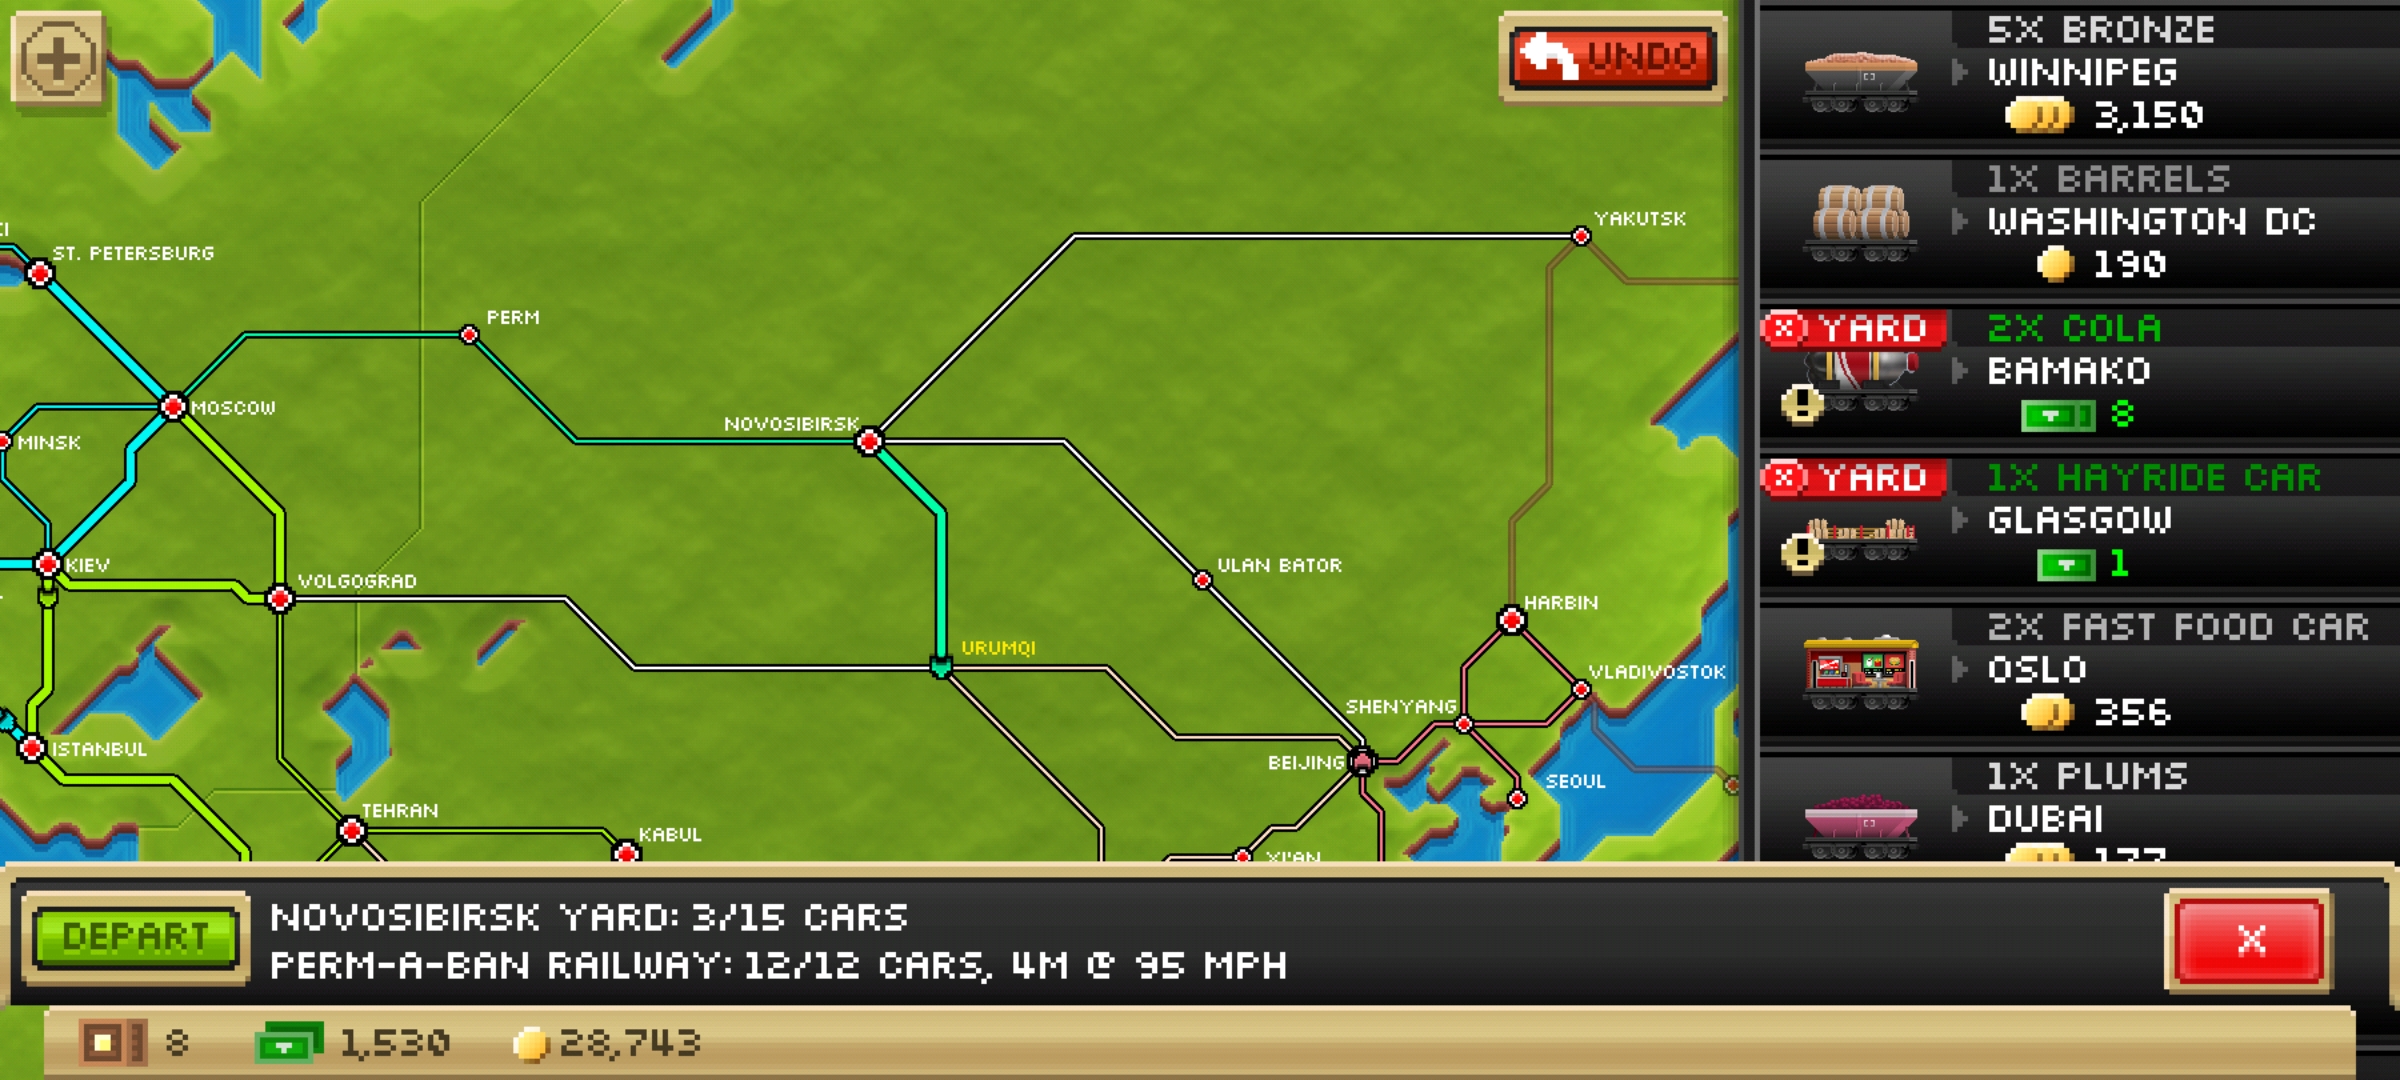 UNDO
YAKUTSK
ST. PETERSBURG
PERM
MOSCOW
NOVOSIBIRSK
MINSK
KIEV
VOLGOGRAD
ULAN BATOR
HARBIN
URUMQI
VLADIVOSTOK
SHENYANG
ISTANBUL
BEIJING
SEOUL
TEHRAN
KABUL
XI'AN
5X BRONZE
WINNIPEG
3,150
1X BARRELS
WASHINGTON DC
190
YARD
2X COLA
BAMAKO
8
YARD
1X HAYRIDE CAR
GLASGOW
1
2X FAST FOOD CAR
OSLO
356
1X PLUMS
DUBAI
DEPART
NOVOSIBIRSK YARD: 3/15 CARS
PERM-A-BAN RAILWAY: 12/12 CARS, 4M @ 95 MPH
X
8
1,530
28,743